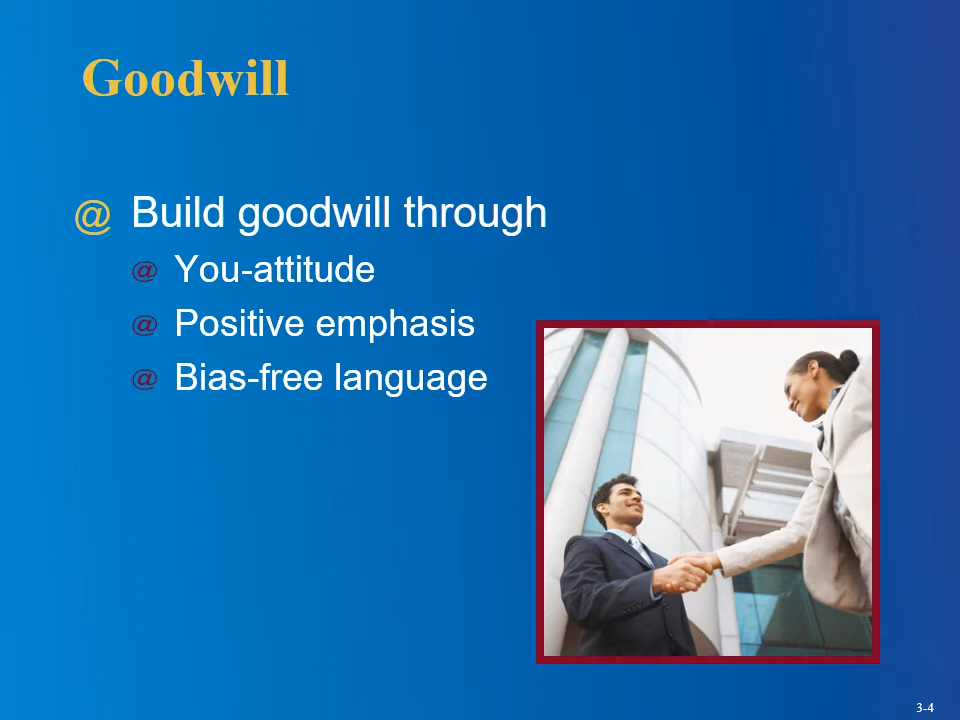 Goodwill
@ Build goodwill through
@ You-attitude
@ Positive emphasis
@ Bias-free language
3-4